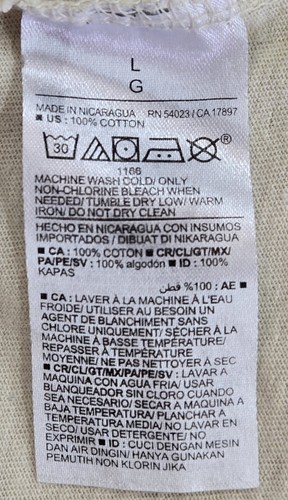 L
G
MADE IN NICARAGUA RN 54023 / CA 17897
■ US : 100% COTTON
30
®
1166
MACHINE WASH COLD/ ONLY
NON-CHLORINE BLEACH WHEN
NEEDED/ TUMBLE DRY LOW/ WARM
IRON/ DO NOT DRY CLEAN
HECHO EN NICARAGUA CON INSUMOS
IMPORTADOS / DIBUAT DI NIKARAGUA
■ CA : 100% COTON ■ CR/CL/GT/MX/
PA/PE/SV : 100% algodón ■ ID : 100%
KAPAS
■ AE : 100% قطن
■ CA : LAVER À LA MACHINE À L'EAU
FROIDE/ UTILISER AU BESOIN UN
AGENT DE BLANCHIMENT SANS
CHLORE UNIQUEMENT/ SÉCHER À LA
MACHINE À BASSE TEMPÉRATURE/
REPASSER À TEMPÉRATURE
MOYENNE/ NE PAS NETTOYER À SEC
■ CR/CL/GT/MX/PA/PE/SV : LAVAR A
MAQUINA CON AGUA FRIA/ USAR
BLANQUEADOR SIN CLORO CUANDO
SEA NECESARIO/ SECAR A MAQUINA A
BAJA TEMPERATURA/ PLANCHAR A
TEMPERATURA MEDIA/ NO LAVAR EN
SECO/ USAR DETERGENTE/ NO
EXPRIMIR ■ ID : CUCI DENGAN MESIN
DAN AIR DINGIN/ HANYA GUNAKAN
PEMUTIH NON KLORIN JIKA